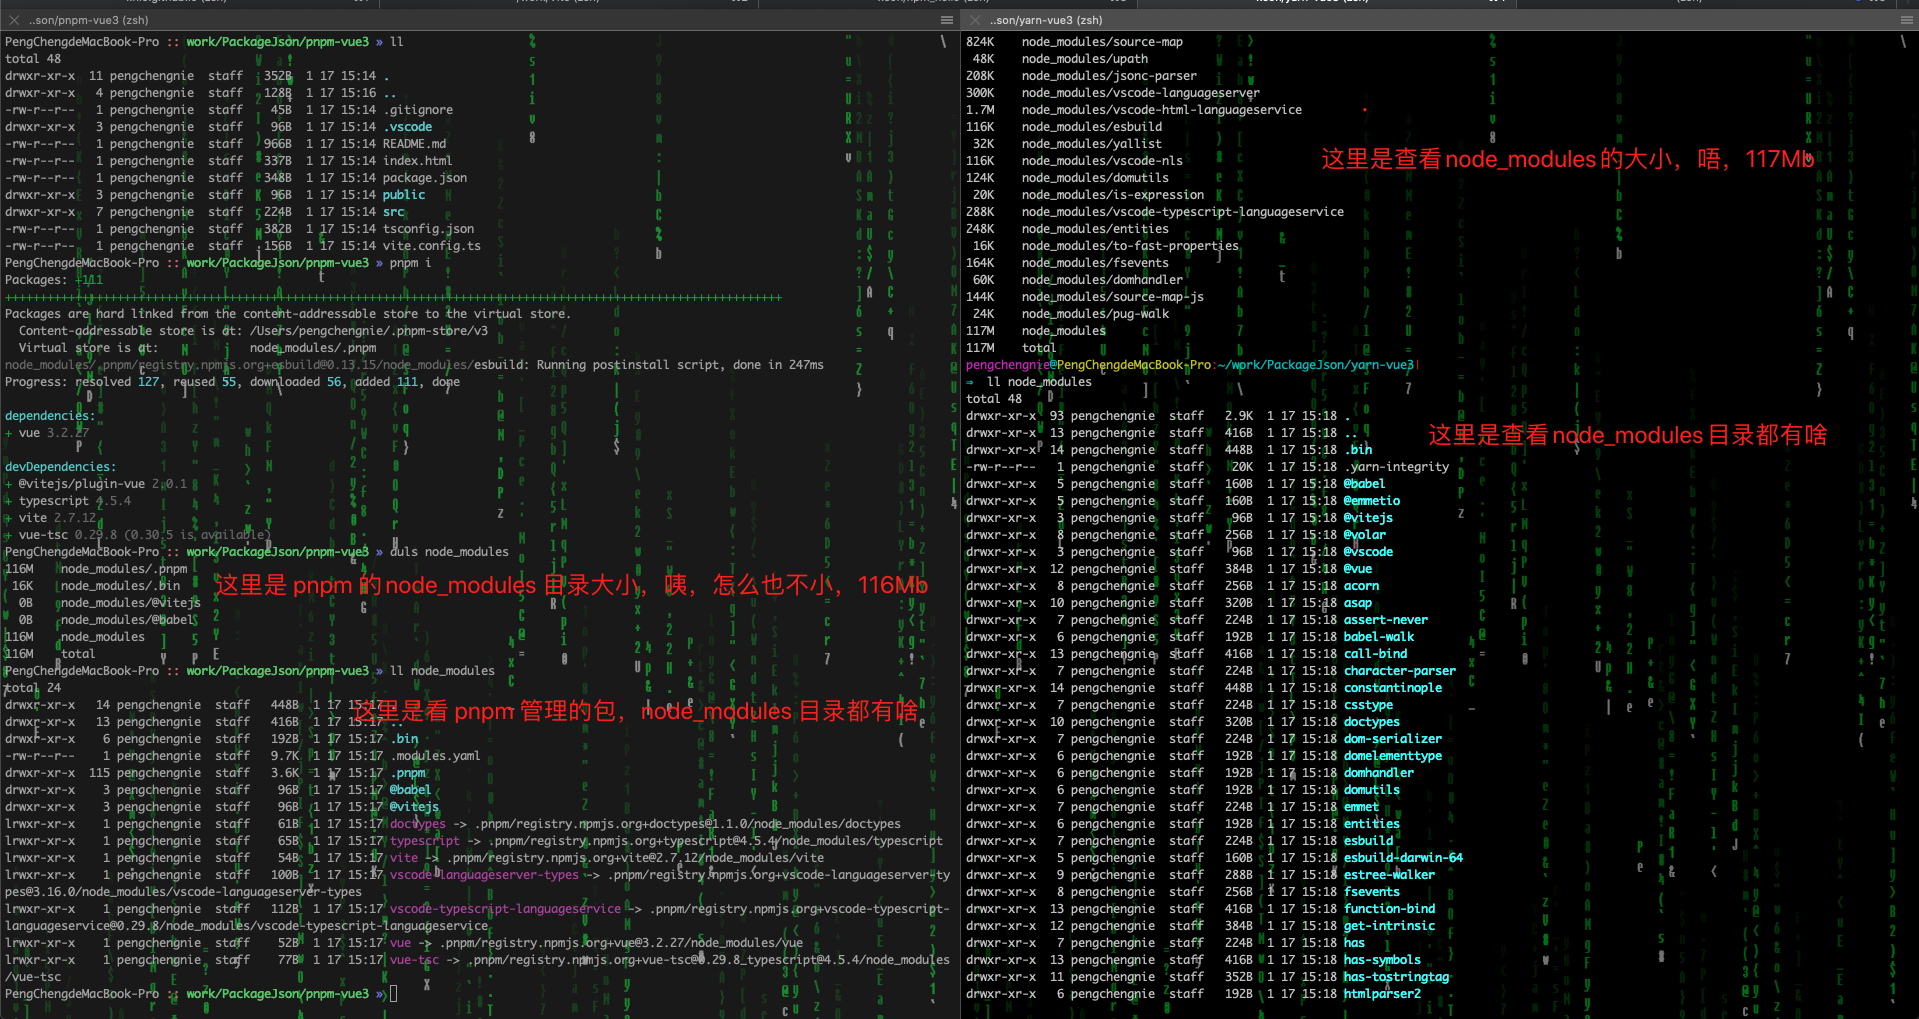 ..son/pnpm-vue3 (zsh)
PengChengdeMacBook-Pro :: work/PackageJson/pnpm-vue3 » ll
total 48
drwxr-xr-x 11 pengchengnie staff 352B 1 17 15:14 .
drwxr-xr-x 4 pengchengnie staff 128B 1 17 15:16 ..
-rw-r--r-- 1 pengchengnie staff 45B 1 17 15:14 .gitignore
drwxr-xr-x 3 pengchengnie staff 96B 1 17 15:14 .vscode
-rw-r--r-- 1 pengchengnie staff 966B 1 17 15:14 README.md
-rw-r--r-- 1 pengchengnie staff 337B 1 17 15:14 index.html
-rw-r--r-- 1 pengchengnie staff 348B 1 17 15:14 package.json
drwxr-xr-x 3 pengchengnie staff 96B 1 17 15:14 public
drwxr-xr-x 7 pengchengnie staff 224B 1 17 15:14 src
-rw-r--r-- 1 pengchengnie staff 382B 1 17 15:14 tsconfig.json
-rw-r--r-- 1 pengchengnie staff 156B 1 17 15:14 vite.config.ts
PengChengdeMacBook-Pro :: work/PackageJson/pnpm-vue3 » pnpm i
Packages: +111
Packages are hard linked from the content-addressable store to the virtual store.
Content-addressable store is at: /Users/pengchengnie/.pnpm-store/v3
Virtual store is at: node_modules/.pnpm
node_modules/.pnpm/registry.npmjs.org+esbuild@0.13.15/node_modules/esbuild: Running postinstall script, done in 247ms
Progress: resolved 127, reused 55, downloaded 56, added 111, done
dependencies:
+ vue 3.2.27
devDependencies:
+ @vitejs/plugin-vue 2.0.1
+ typescript 4.5.4
+ vite 2.7.12
+ vue-tsc 0.29.8 (0.30.5 is available)
PengChengdeMacBook-Pro :: work/PackageJson/pnpm-vue3 » duls node_modules
116M node_modules/.pnpm
16K node_modules/.bin
0B node_modules/@vitejs
0B node_modules/@babel
116M node_modules
116M total
这里是 pnpm 的node_modules 目录大小，咦，怎么也不小，116Mb
PengChengdeMacBook-Pro :: work/PackageJson/pnpm-vue3 » ll node_modules
total 24
drwxr-xr-x 14 pengchengnie staff 448B 1 17 15:17 .
drwxr-xr-x 13 pengchengnie staff 416B 1 17 15:17 ..
这里是看 pnpm 管理的包，node_modules 目录都有啥
drwxr-xr-x 6 pengchengnie staff 192B 1 17 15:17 .bin
-rw-r--r-- 1 pengchengnie staff 9.7K 1 17 15:17 .modules.yaml
drwxr-xr-x 115 pengchengnie staff 3.6K 1 17 15:17 .pnpm
drwxr-xr-x 3 pengchengnie staff 96B 1 17 15:17 @babel
drwxr-xr-x 3 pengchengnie staff 96B 1 17 15:17 @vitejs
lrwxr-xr-x 1 pengchengnie staff 61B 1 17 15:17 doctypes -> .pnpm/registry.npmjs.org+doctypes@1.1.0/node_modules/doctypes
lrwxr-xr-x 1 pengchengnie staff 65B 1 17 15:17 typescript -> .pnpm/registry.npmjs.org+typescript@4.5.4/node_modules/typescript
lrwxr-xr-x 1 pengchengnie staff 54B 1 17 15:17 vite -> .pnpm/registry.npmjs.org+vite@2.7.12/node_modules/vite
lrwxr-xr-x 1 pengchengnie staff 100B 1 17 15:17 vscode-languageserver-types -> .pnpm/registry.npmjs.org+vscode-languageserver-ty
pes@3.16.0/node_modules/vscode-languageserver-types
lrwxr-xr-x 1 pengchengnie staff 112B 1 17 15:17 vscode-typescript-languageservice -> .pnpm/registry.npmjs.org+vscode-typescript-
languageservice@0.29.8/node_modules/vscode-typescript-languageservice
lrwxr-xr-x 1 pengchengnie staff 52B 1 17 15:17 vue -> .pnpm/registry.npmjs.org+vue@3.2.27/node_modules/vue
lrwxr-xr-x 1 pengchengnie staff 77B 1 17 15:17 vue-tsc -> .pnpm/registry.npmjs.org+vue-tsc@0.29.8_typescript@4.5.4/node_modules
/vue-tsc
PengChengdeMacBook-Pro :: work/PackageJson/pnpm-vue3 »
..son/yarn-vue3 (zsh)
824K node_modules/source-map
48K node_modules/upath
208K node_modules/jsonc-parser
300K node_modules/vscode-languageserver
1.7M node_modules/vscode-html-languageservice
116K node_modules/esbuild
32K node_modules/yallist
116K node_modules/vscode-nls
124K node_modules/domutils
20K node_modules/is-expression
288K node_modules/vscode-typescript-languageservice
248K node_modules/entities
16K node_modules/to-fast-properties
164K node_modules/fsevents
60K node_modules/domhandler
144K node_modules/source-map-js
24K node_modules/pug-walk
117M node_modules
117M total
这里是查看node_modules的大小，唔，117Mb
pengchengnie@PengChengdeMacBook-Pro:~/work/PackageJson/yarn-vue3|
⇒ ll node_modules
total 48
drwxr-xr-x 93 pengchengnie staff 2.9K 1 17 15:18 .
drwxr-xr-x 13 pengchengnie staff 416B 1 17 15:18 ..
这里是查看node_modules 目录都有啥
drwxr-xr-x 14 pengchengnie staff 448B 1 17 15:18 .bin
-rw-r--r-- 1 pengchengnie staff 20K 1 17 15:18 .yarn-integrity
drwxr-xr-x 5 pengchengnie staff 160B 1 17 15:18 @babel
drwxr-xr-x 5 pengchengnie staff 160B 1 17 15:18 @emmetio
drwxr-xr-x 3 pengchengnie staff 96B 1 17 15:18 @vitejs
drwxr-xr-x 8 pengchengnie staff 256B 1 17 15:18 @volar
drwxr-xr-x 3 pengchengnie staff 96B 1 17 15:18 @vscode
drwxr-xr-x 12 pengchengnie staff 384B 1 17 15:18 @vue
drwxr-xr-x 8 pengchengnie staff 256B 1 17 15:18 acorn
drwxr-xr-x 10 pengchengnie staff 320B 1 17 15:18 asap
drwxr-xr-x 7 pengchengnie staff 224B 1 17 15:18 assert-never
drwxr-xr-x 6 pengchengnie staff 192B 1 17 15:18 babel-walk
drwxr-xr-x 13 pengchengnie staff 416B 1 17 15:18 call-bind
drwxr-xr-x 7 pengchengnie staff 224B 1 17 15:18 character-parser
drwxr-xr-x 14 pengchengnie staff 448B 1 17 15:18 constantinople
drwxr-xr-x 7 pengchengnie staff 224B 1 17 15:18 csstype
drwxr-xr-x 10 pengchengnie staff 320B 1 17 15:18 doctypes
drwxr-xr-x 7 pengchengnie staff 224B 1 17 15:18 dom-serializer
drwxr-xr-x 6 pengchengnie staff 192B 1 17 15:18 domelementtype
drwxr-xr-x 6 pengchengnie staff 192B 1 17 15:18 domhandler
drwxr-xr-x 6 pengchengnie staff 192B 1 17 15:18 domutils
drwxr-xr-x 7 pengchengnie staff 224B 1 17 15:18 emmet
drwxr-xr-x 6 pengchengnie staff 192B 1 17 15:18 entities
drwxr-xr-x 7 pengchengnie staff 224B 1 17 15:18 esbuild
drwxr-xr-x 5 pengchengnie staff 160B 1 17 15:18 esbuild-darwin-64
drwxr-xr-x 9 pengchengnie staff 288B 1 17 15:18 estree-walker
drwxr-xr-x 8 pengchengnie staff 256B 1 17 15:18 fsevents
drwxr-xr-x 13 pengchengnie staff 416B 1 17 15:18 function-bind
drwxr-xr-x 12 pengchengnie staff 384B 1 17 15:18 get-intrinsic
drwxr-xr-x 7 pengchengnie staff 224B 1 17 15:18 has
drwxr-xr-x 13 pengchengnie staff 416B 1 17 15:18 has-symbols
drwxr-xr-x 11 pengchengnie staff 352B 1 17 15:18 has-tostringtag
drwxr-xr-x 6 pengchengnie staff 192B 1 17 15:18 htmlparser2